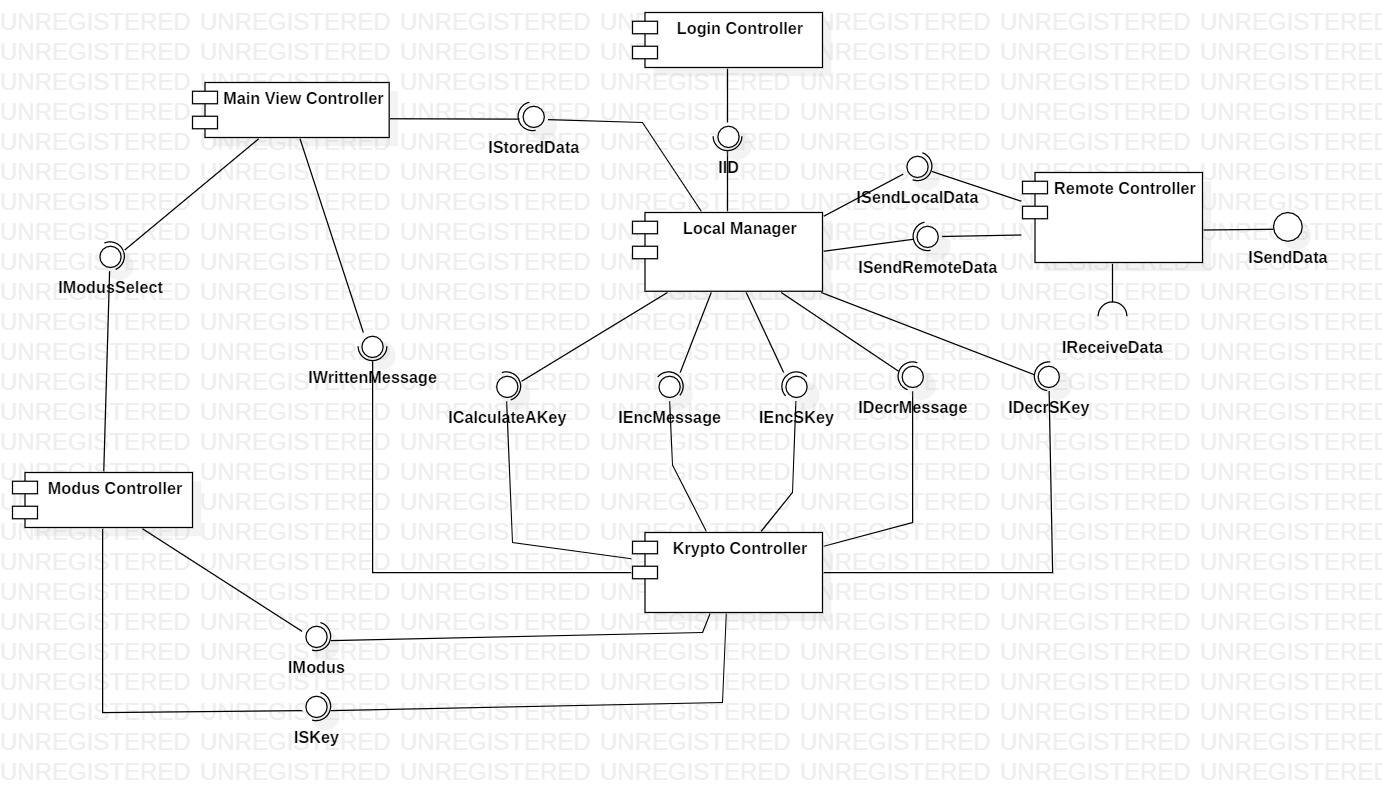 Login Controller
Main View Controller
IStoredData
IID
ISendLocalData
Remote Controller
Local Manager
ISendRemoteData
ISendData
IModusSelect
IReceiveData
IWrittenMessage
ICalculateAKey
IEncMessage
IEncSKey
IDecrMessage
IDecrSKey
Modus Controller
Krypto Controller
IModus
ISKey
UNREGISTERED